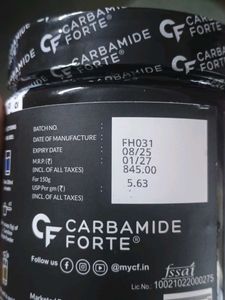 CARBAMIDE
FORTE
CF CARBAMIDE
FORTE®
BATCH NO. :
DATE OF MANUFACTURE :
EXPIRY DATE :
M.R.P. (₹) :
(INCL. OF ALL TAXES)
For 150g
USP Per gm (₹) :
(INCL. OF ALL TAXES)
FH031
08/25
01/27
845.00
5.63
CF CARBAMIDE
FORTE®
Follow us @mycf.in
fssai
Lic No.: 10021022000275